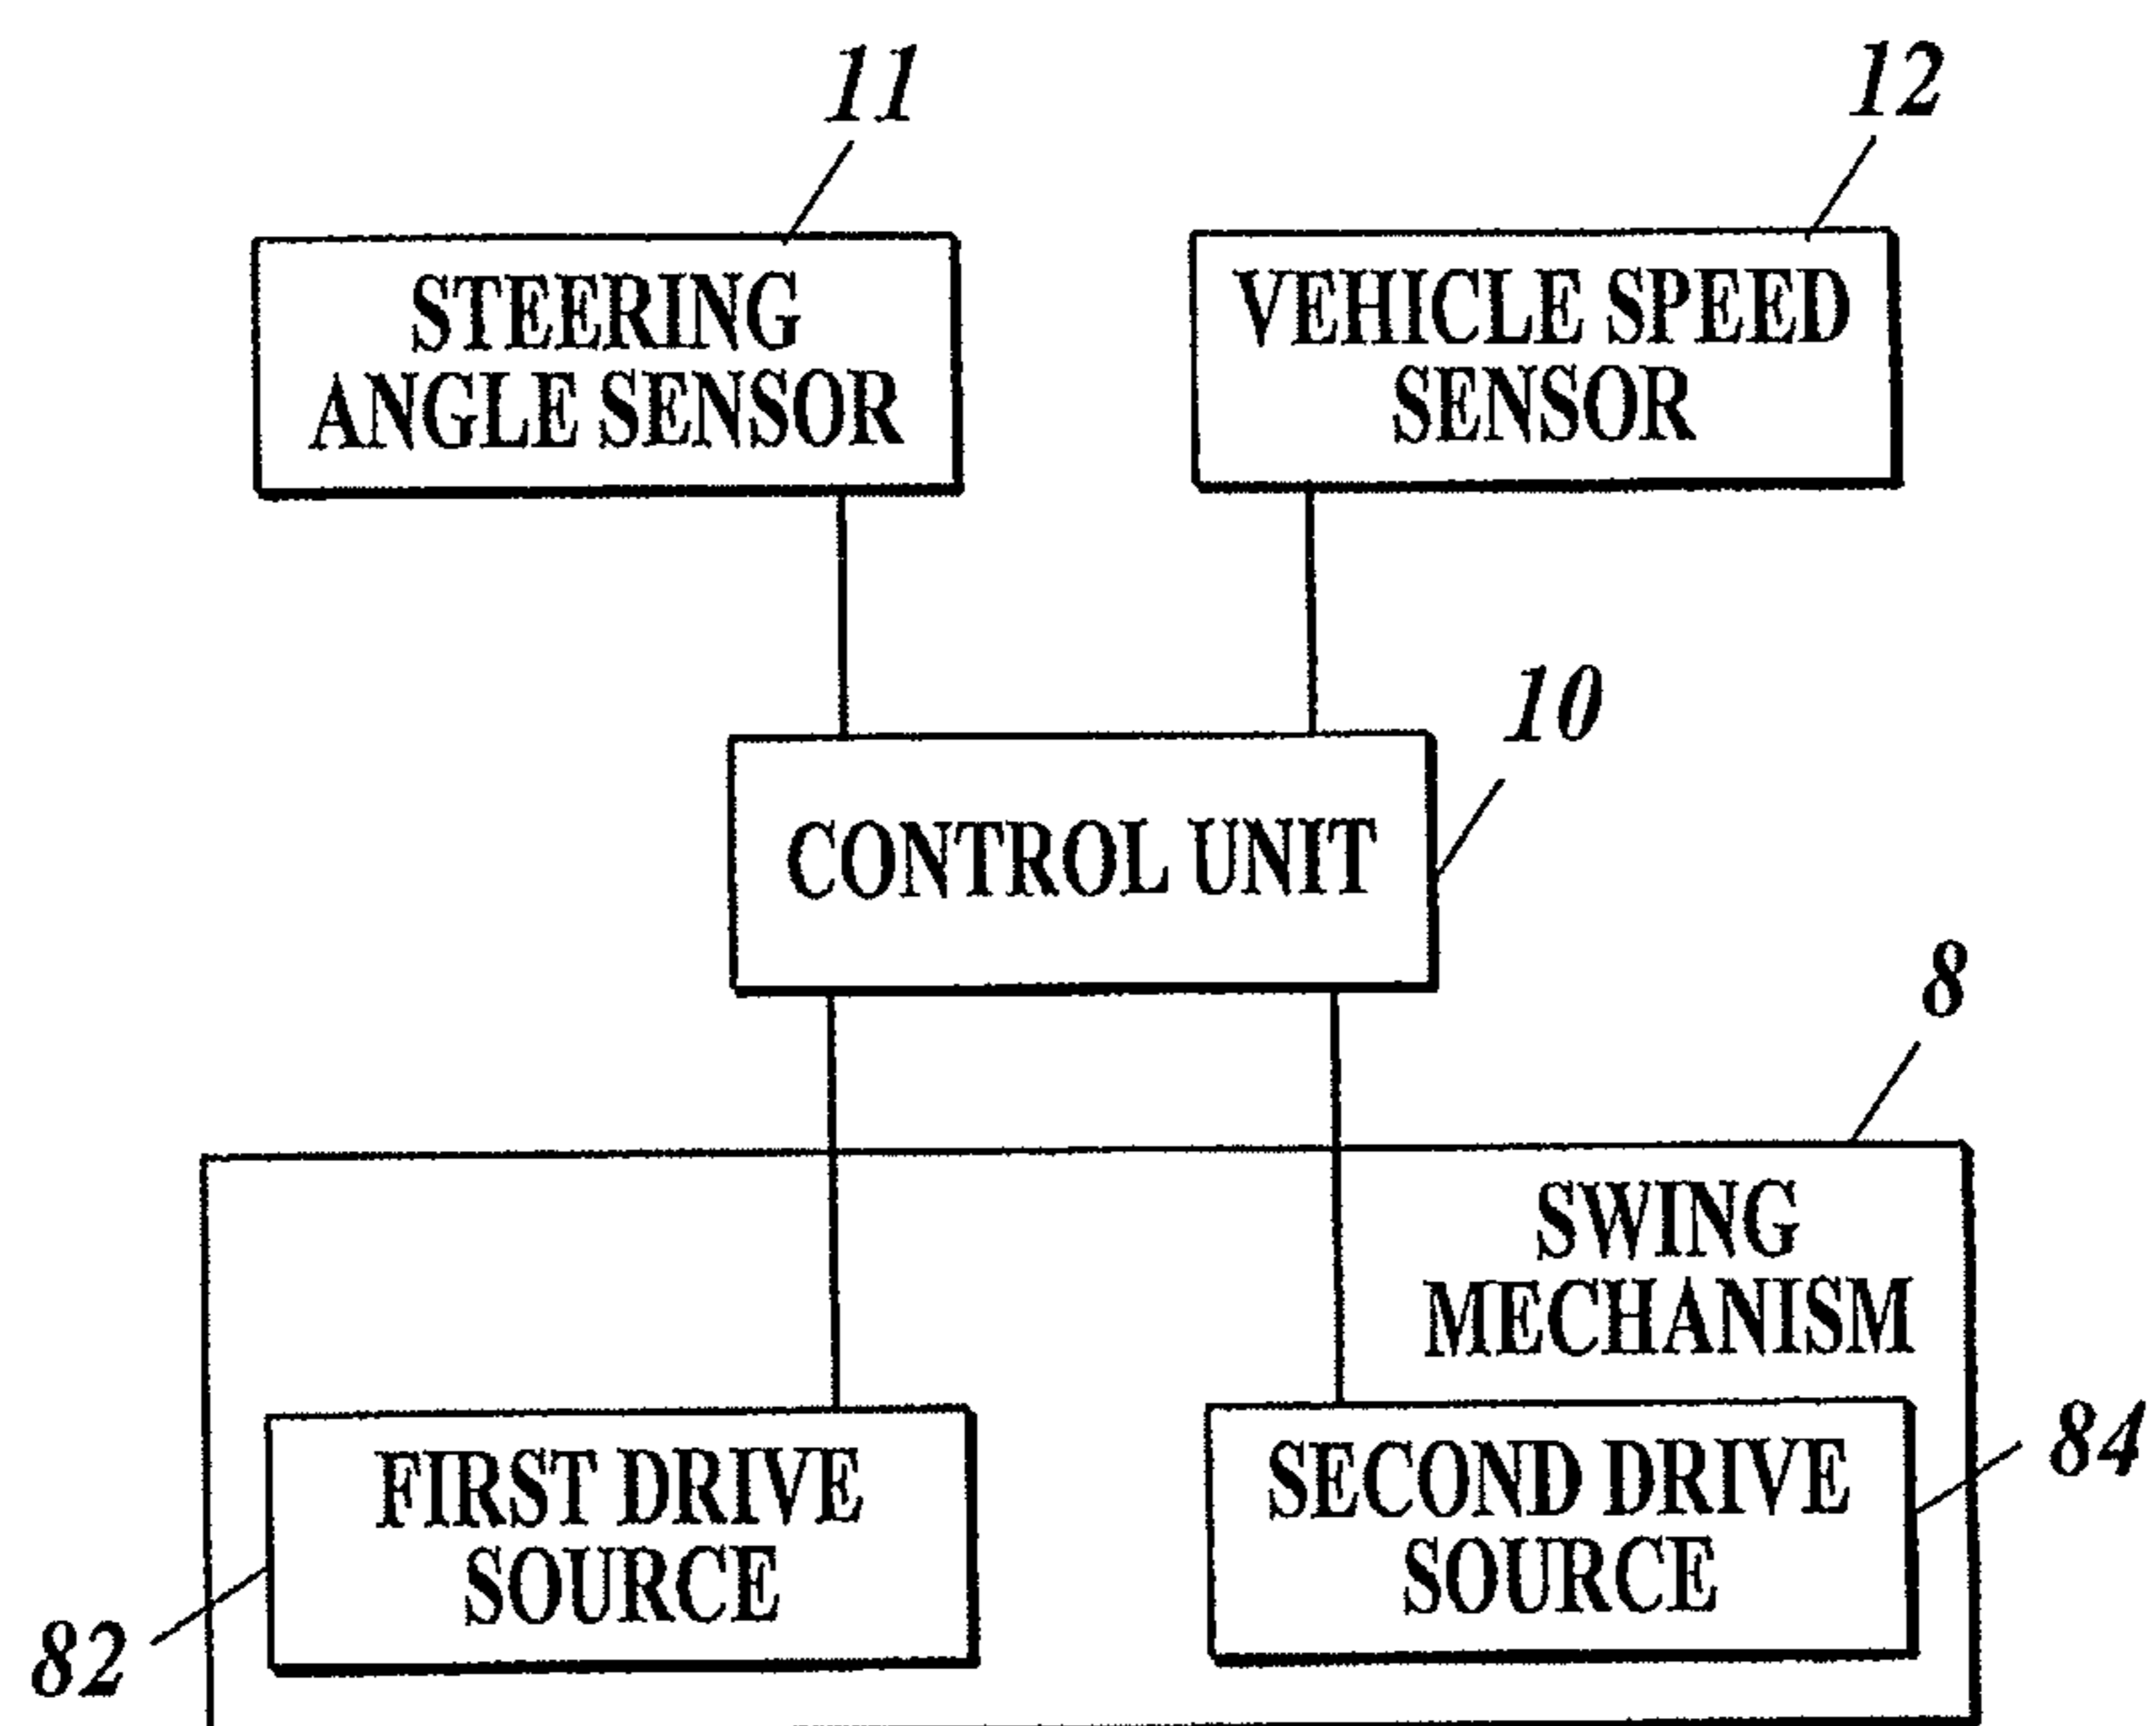 11
12
STEERING
ANGLE SENSOR
VEHICLE SPEED
SENSOR
10
CONTROL UNIT
8
SWING
MECHANISM
FIRST DRIVE
SOURCE
SECOND DRIVE
SOURCE
84
82